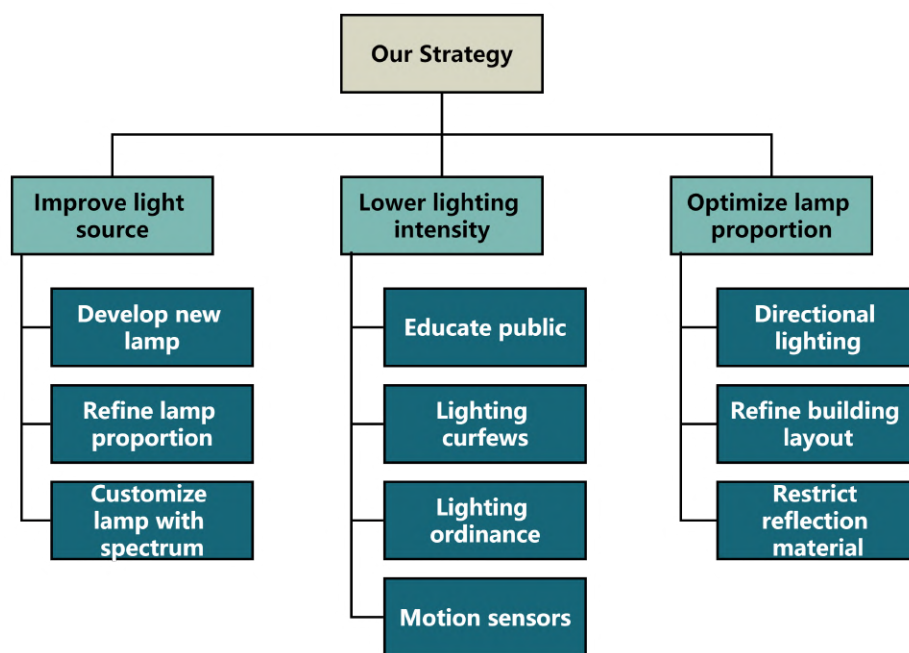 Our Strategy
Improve light
source
Lower lighting
intensity
Optimize lamp
proportion
Develop new
lamp
Refine lamp
proportion
Customize
lamp with
spectrum
Educate public
Lighting
curfews
Lighting
ordinance
Motion sensors
Directional
lighting
Refine building
layout
Restrict
reflection
material